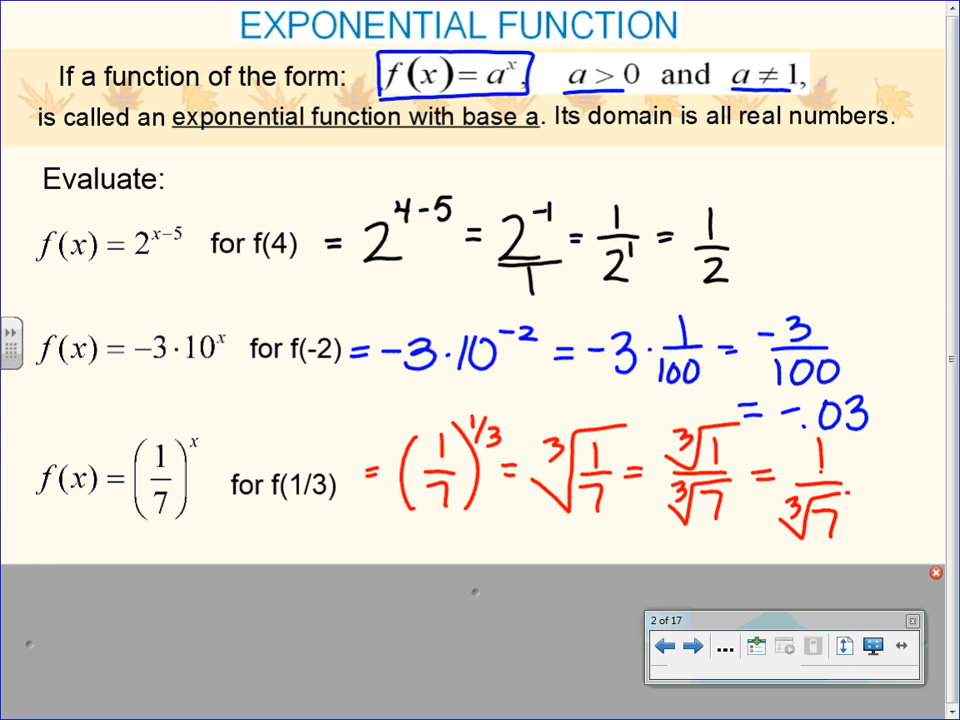 EXPONENTIAL FUNCTION
If a function of the form: f(x) = a^x, a > 0 and a ≠ 1,
is called an exponential function with base a. Its domain is all real numbers.
Evaluate:
f(x) = 2^(x−5) for f(4) = 2^(4-5) = 2^(-1)/1 = 1/2^1 = 1/2
f(x) = −3·10^x for f(-2) = -3·10^(-2) = -3·1/100 = -3/100
= -.03
f(x) = (1/7)^x for f(1/3) = (1/7)^(1/3) = ∛(1/7) = ∛1/∛7 = 1/∛7
2 of 17
...